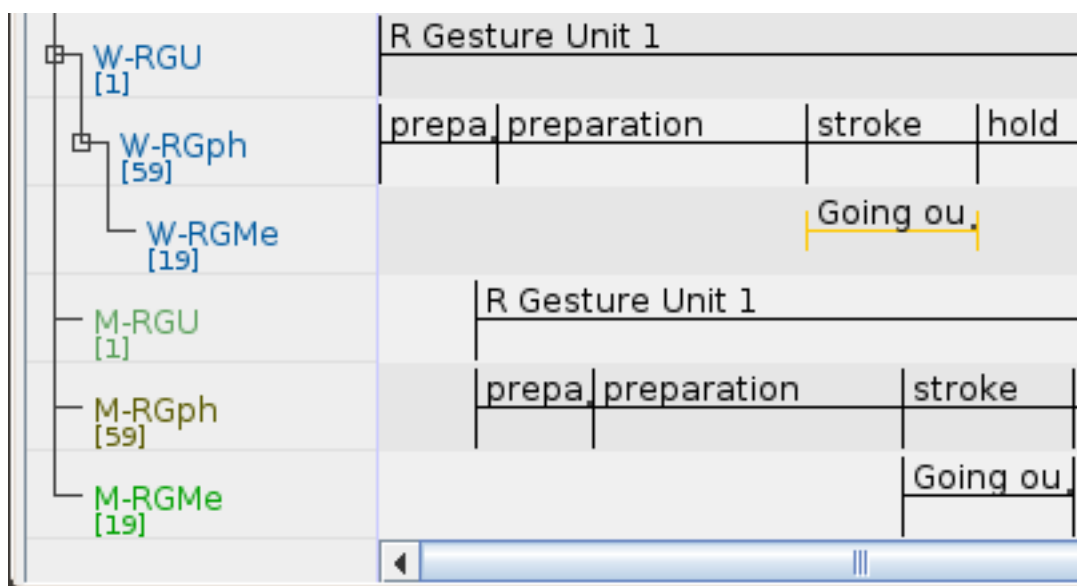 W-RGU
[1]
R Gesture Unit 1
W-RGph
[59]
prepa. preparation stroke hold
W-RGMe
[19]
Going ou.
M-RGU
[1]
R Gesture Unit 1
M-RGph
[59]
prepa. preparation stroke
M-RGMe
[19]
Going ou.